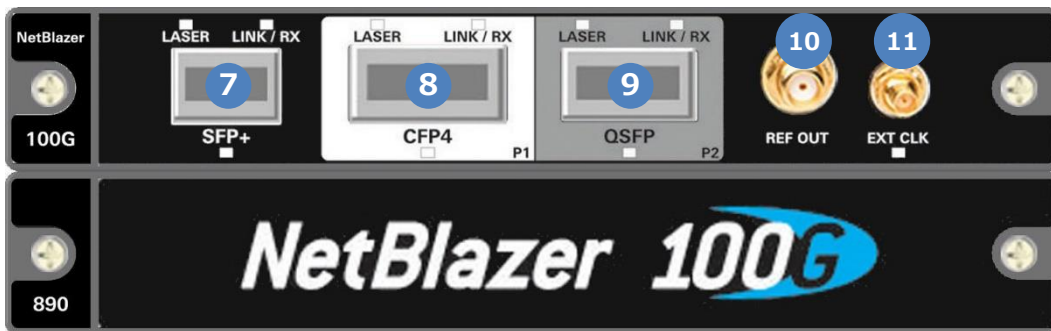 NetBlazer
LASER LINK / RX
LASER LINK / RX
LASER LINK / RX
7
8
9
10
11
100G
SFP+
CFP4
P1
QSFP
P2
REF OUT
EXT CLK
NetBlazer 100G
890